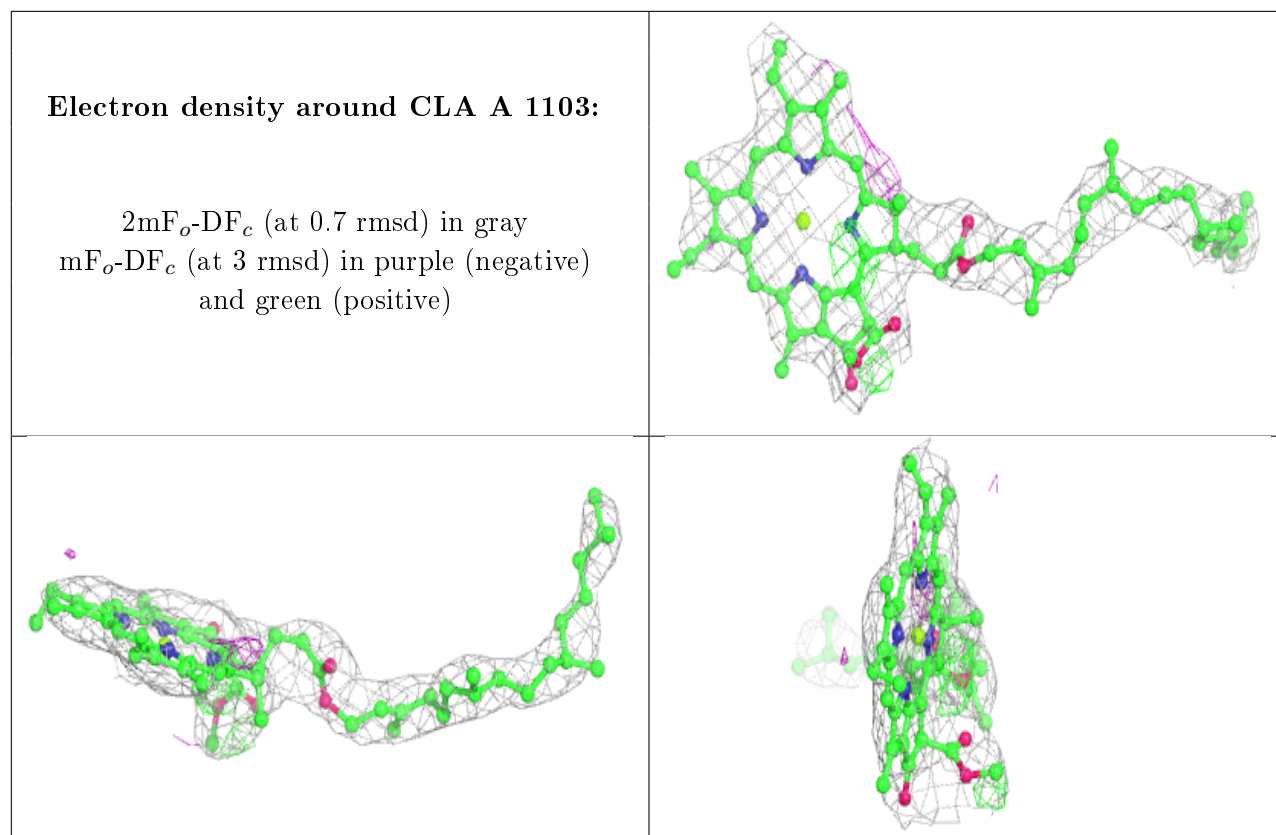 Electron density around CLA A 1103:
2mFₒ-DF𝒸 (at 0.7 rmsd) in gray
mFₒ-DF𝒸 (at 3 rmsd) in purple (negative)
and green (positive)